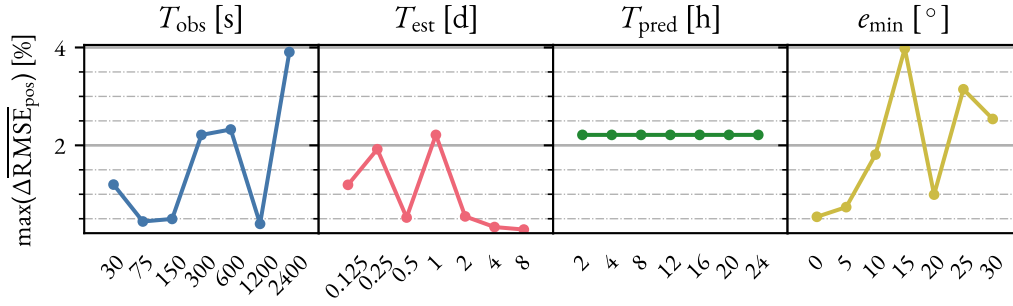 T_obs [s] T_est [d] T_pred [h] e_min [°]
max(ΔRMSE_pos) [%]
4
2
30 75 150 300 600 1200 2400 0.125 0.25 0.5 1 2 4 8 2 4 8 12 16 20 24 0 5 10 15 20 25 30